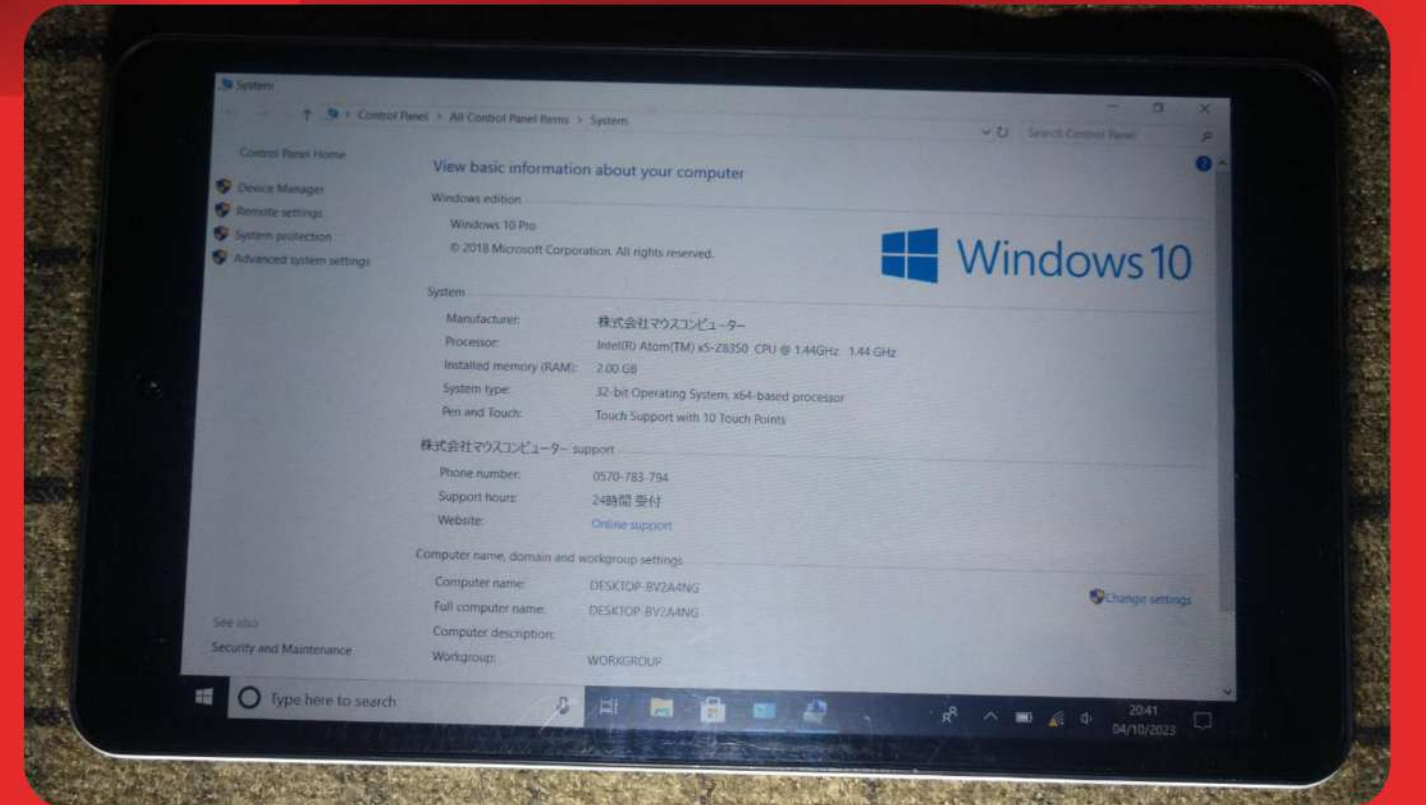 System
Control Panel > All Control Panel Items > System
Search Control Panel
Control Panel Home
Device Manager
Remote settings
System protection
Advanced system settings
View basic information about your computer
Windows edition
Windows 10 Pro
© 2018 Microsoft Corporation. All rights reserved.
Windows 10
System
Manufacturer: 株式会社マウスコンピューター
Processor: Intel(R) Atom(TM) x5-Z8350 CPU @ 1.44GHz 1.44 GHz
Installed memory (RAM): 2.00 GB
System type: 32-bit Operating System, x64-based processor
Pen and Touch: Touch Support with 10 Touch Points
株式会社マウスコンピューター support
Phone number: 0570-783-794
Support hours: 24時間 受付
Website: Online support
Computer name, domain and workgroup settings
Computer name: DESKTOP-BV2A4NG
Change settings
Full computer name: DESKTOP-BV2A4NG
Computer description:
Workgroup: WORKGROUP
See also
Security and Maintenance
Type here to search
20:41
04/10/2023